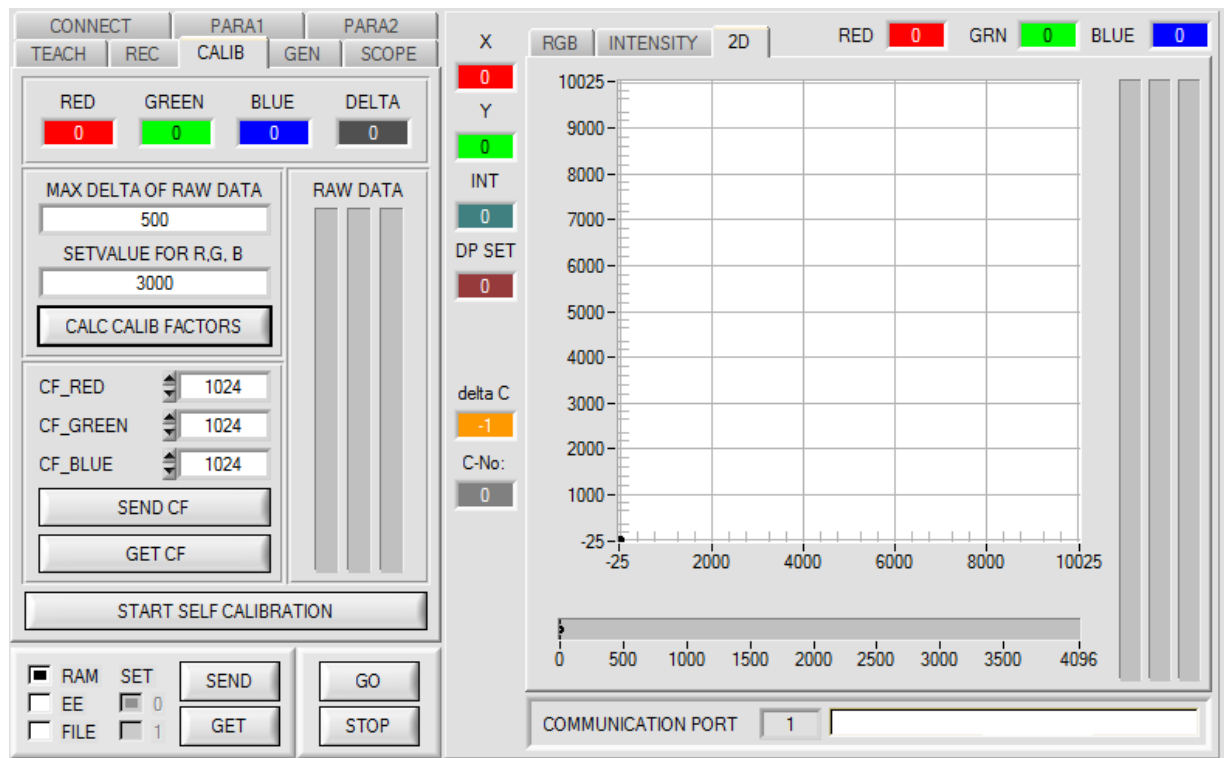 CONNECT PARA1 PARA2
TEACH REC CALIB GEN SCOPE
RED GREEN BLUE DELTA
0 0 0 0
MAX DELTA OF RAW DATA
500
SETVALUE FOR R,G, B
3000
CALC CALIB FACTORS
RAW DATA
CF_RED 1024
CF_GREEN 1024
CF_BLUE 1024
SEND CF
GET CF
START SELF CALIBRATION
RAM SET
EE 0
FILE 1
SEND
GET
GO
STOP
X
0
Y
0
INT
0
DP SET
0
delta C
-1
C-No:
0
RGB INTENSITY 2D
RED 0 GRN 0 BLUE 0
10025
9000
8000
7000
6000
5000
4000
3000
2000
1000
-25
-25 2000 4000 6000 8000 10025
0 500 1000 1500 2000 2500 3000 3500 4096
COMMUNICATION PORT 1